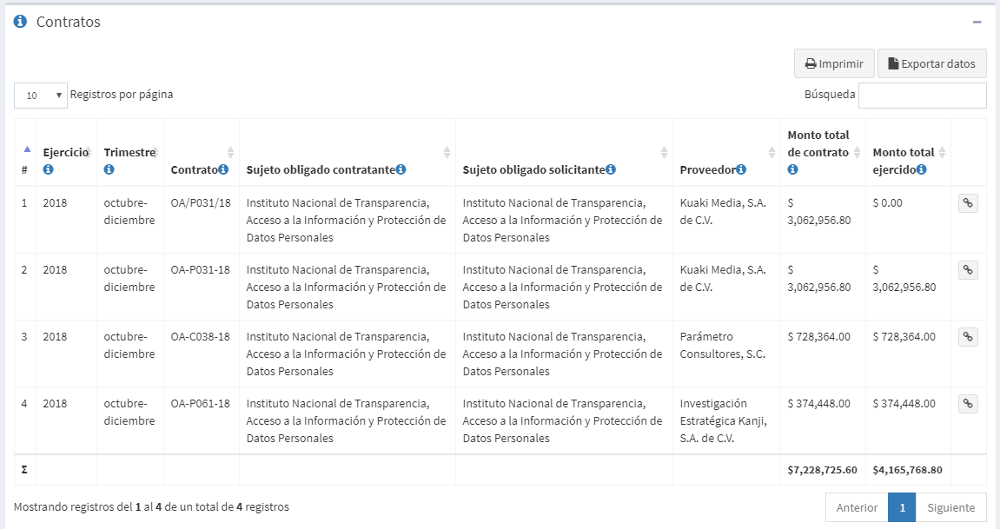 Contratos
Imprimir
Exportar datos
10 Registros por página
Búsqueda
#
Ejercicio
Trimestre
Contrato
Sujeto obligado contratante
Sujeto obligado solicitante
Proveedor
Monto total
de contrato
Monto total
ejercido
1 2018 octubre- OA/P031/18 Instituto Nacional de Transparencia, Instituto Nacional de Transparencia, Kuaki Media, S.A. $ $ 0.00
diciembre Acceso a la Información y Protección de Acceso a la Información y Protección de de C.V. 3,062,956.80
Datos Personales Datos Personales
2 2018 octubre- OA-P031-18 Instituto Nacional de Transparencia, Instituto Nacional de Transparencia, Kuaki Media, S.A. $ $
diciembre Acceso a la Información y Protección de Acceso a la Información y Protección de de C.V. 3,062,956.80 3,062,956.80
Datos Personales Datos Personales
3 2018 octubre- OA-C038-18 Instituto Nacional de Transparencia, Instituto Nacional de Transparencia, Parámetro $ 728,364.00 $ 728,364.00
diciembre Acceso a la Información y Protección de Acceso a la Información y Protección de Consultores, S.C.
Datos Personales Datos Personales
4 2018 octubre- OA-P061-18 Instituto Nacional de Transparencia, Instituto Nacional de Transparencia, Investigación $ 374,448.00 $ 374,448.00
diciembre Acceso a la Información y Protección de Acceso a la Información y Protección de Estratégica Kanji,
Datos Personales Datos Personales S.A. de C.V.
Σ $7,228,725.60 $4,165,768.80
Mostrando registros del 1 al 4 de un total de 4 registros
Anterior 1 Siguiente